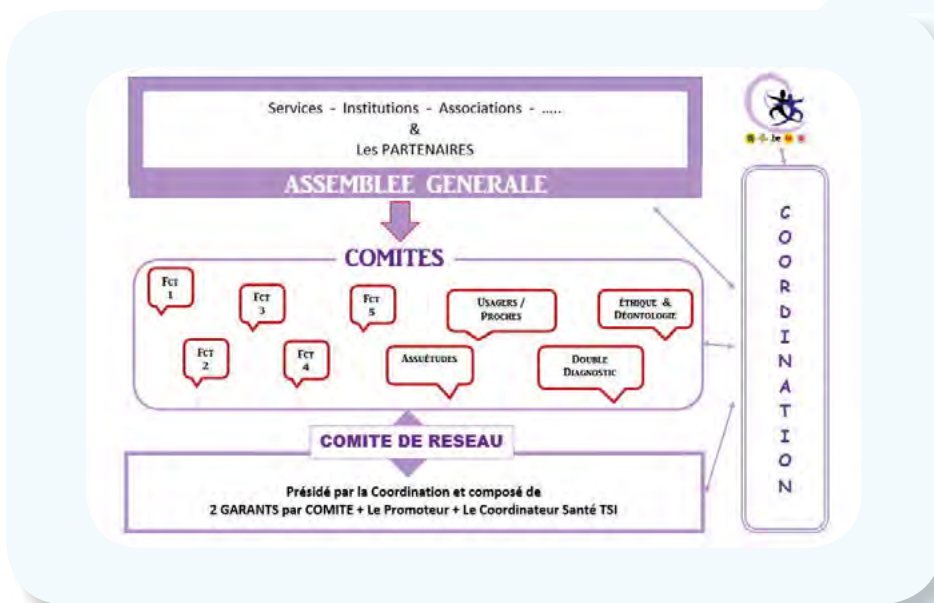 Services - Institutions - Associations - .....
&
Les PARTENAIRES
ASSEMBLEE GENERALE
COMITES
FCT
1
FCT
2
FCT
3
FCT
4
FCT
5
USAGERS /
PROCHES
ASSUÉTUDES
DOUBLE
DIAGNOSTIC
ÉTHIQUE &
DÉONTOLOGIE
COMITE DE RESEAU
Présidé par la Coordination et composé de
2 GARANTS par COMITE + Le Promoteur + Le Coordinateur Santé TSI
COORDINATION